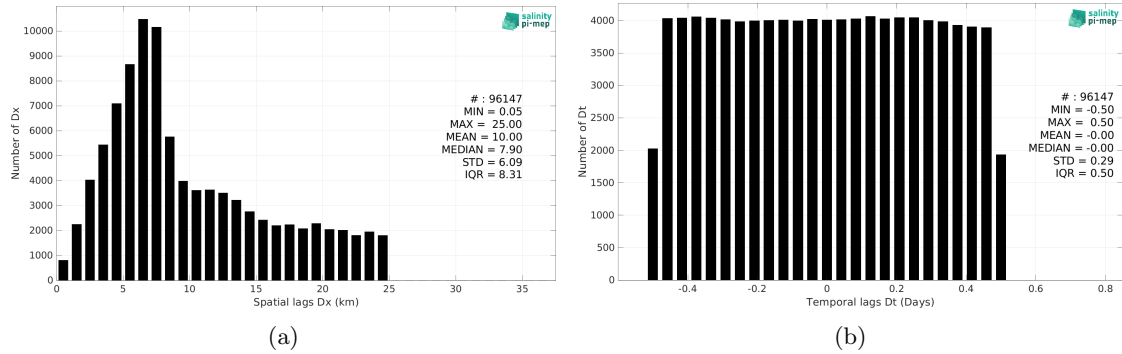 salinity
pi-mep
10000
9000
8000
7000
6000
5000
4000
3000
2000
1000
0
Number of Dx
# : 96147
MIN = 0.05
MAX = 25.00
MEAN = 10.00
MEDIAN = 7.90
STD = 6.09
IQR = 8.31
0 5 10 15 20 25 30 35
Spatial lags Dx (km)
(a)
salinity
pi-mep
4000
3500
3000
2500
2000
1500
1000
500
0
Number of Dt
# : 96147
MIN = -0.50
MAX = 0.50
MEAN = -0.00
MEDIAN = -0.00
STD = 0.29
IQR = 0.50
-0.4 -0.2 0 0.2 0.4 0.6 0.8
Temporal lags Dt (Days)
(b)